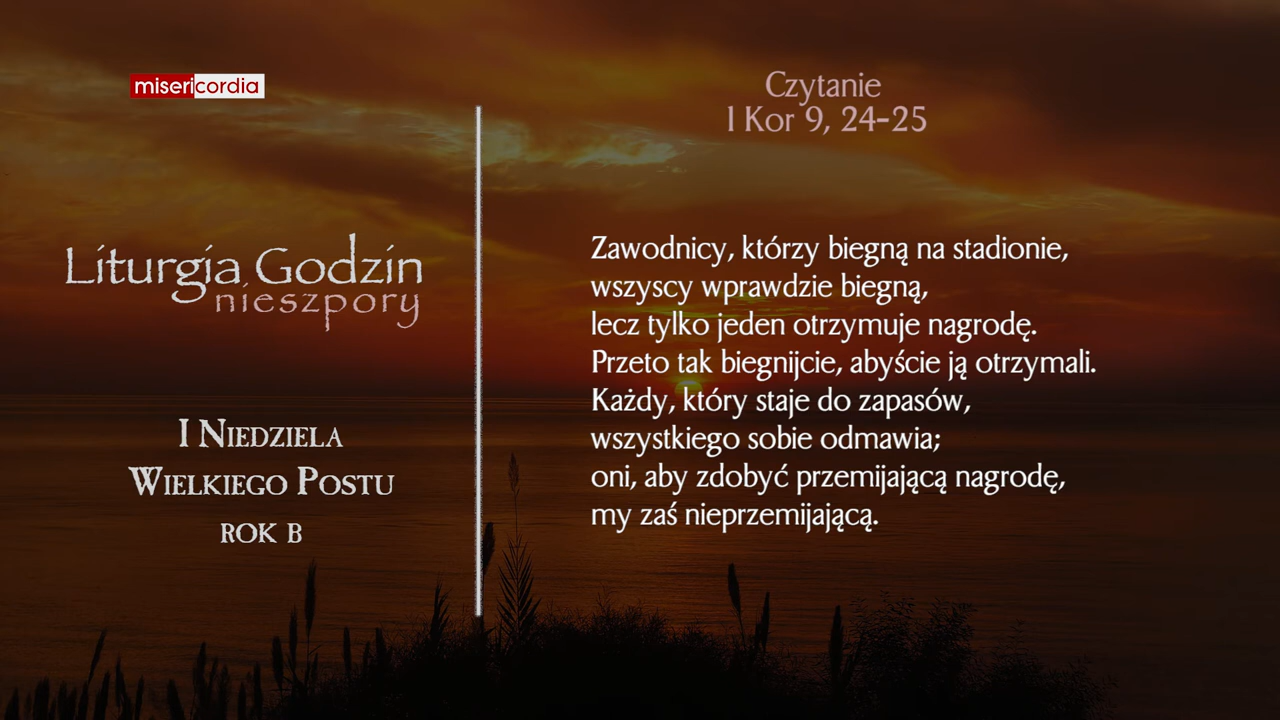 misericordia
Liturgia Godzin
nieszpory
I Niedziela
Wielkiego Postu
rok B
Czytanie
1 Kor 9, 24-25
Zawodnicy, którzy biegną na stadionie,
wszyscy wprawdzie biegną,
lecz tylko jeden otrzymuje nagrodę.
Przeto tak biegnijcie, abyście ją otrzymali.
Każdy, który staje do zapasów,
wszystkiego sobie odmawia;
oni, aby zdobyć przemijającą nagrodę,
my zaś nieprzemijającą.